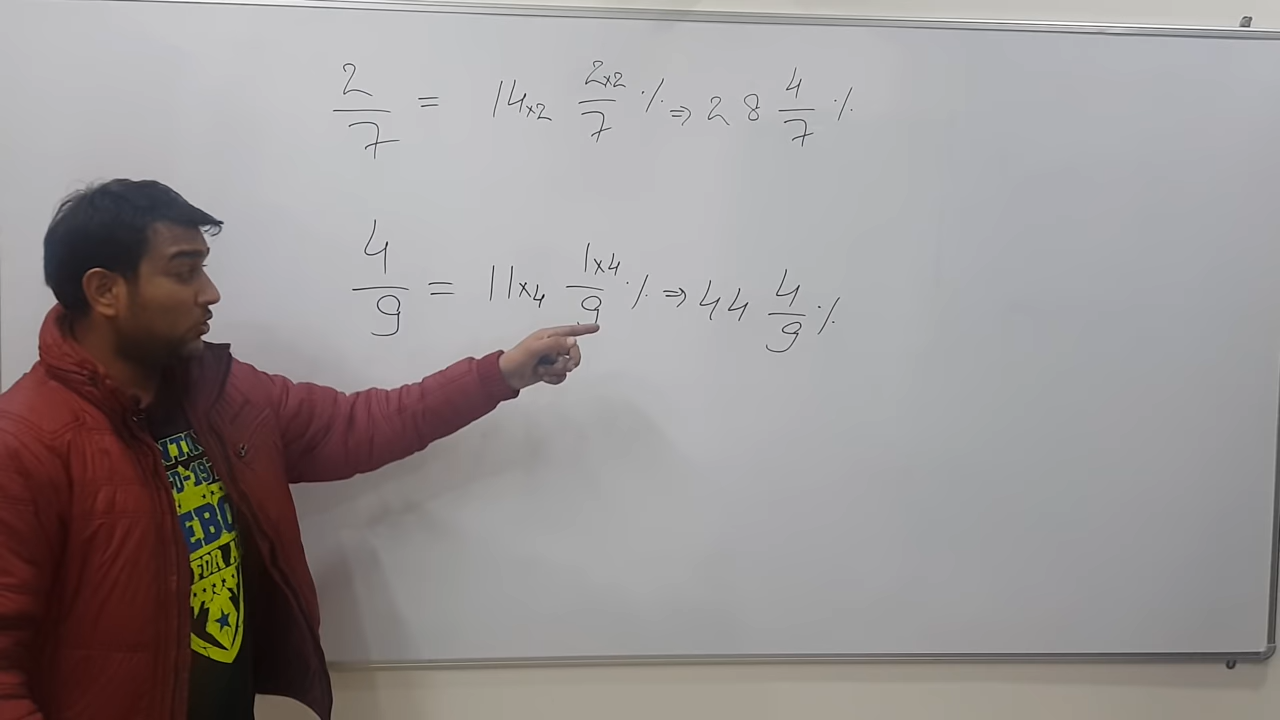 2/7 = 14×2 2×2/7 % ⇒ 28 4/7 %
4/9 = 11×4 1×4/9 % ⇒ 44 4/9 %
FOR